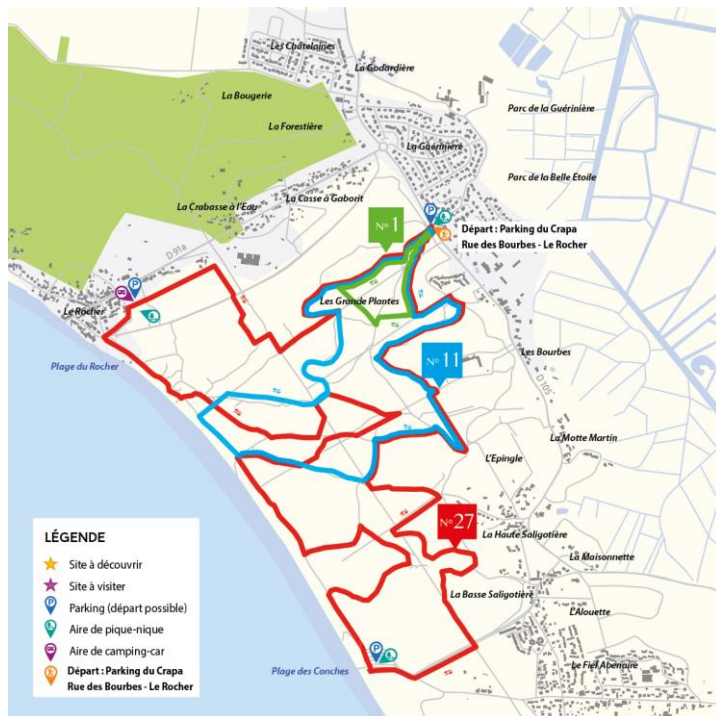 Les Châtelaines
La Godardière
La Bougerie
Parc de la Guérinière
La Forestière
La Guérinière
Parc de la Belle Etoile
La Casse à Gaborit
La Crabasse à l'Eau
N° 1
Départ : Parking du Crapa
Rue des Bourbes - Le Rocher
D 91a
Les Grande Plantes
Le Rocher
Plage du Rocher
Les Bourbes
N° 11
D 105
La Motte Martin
L'Epingle
N° 27
La Haute Saligotière
La Maisonnette
La Basse Saligotière
L'Alouette
Le Fief Abenaire
Plage des Conches
LÉGENDE
Site à découvrir
Site à visiter
Parking (départ possible)
Aire de pique-nique
Aire de camping-car
Départ : Parking du Crapa
Rue des Bourbes - Le Rocher